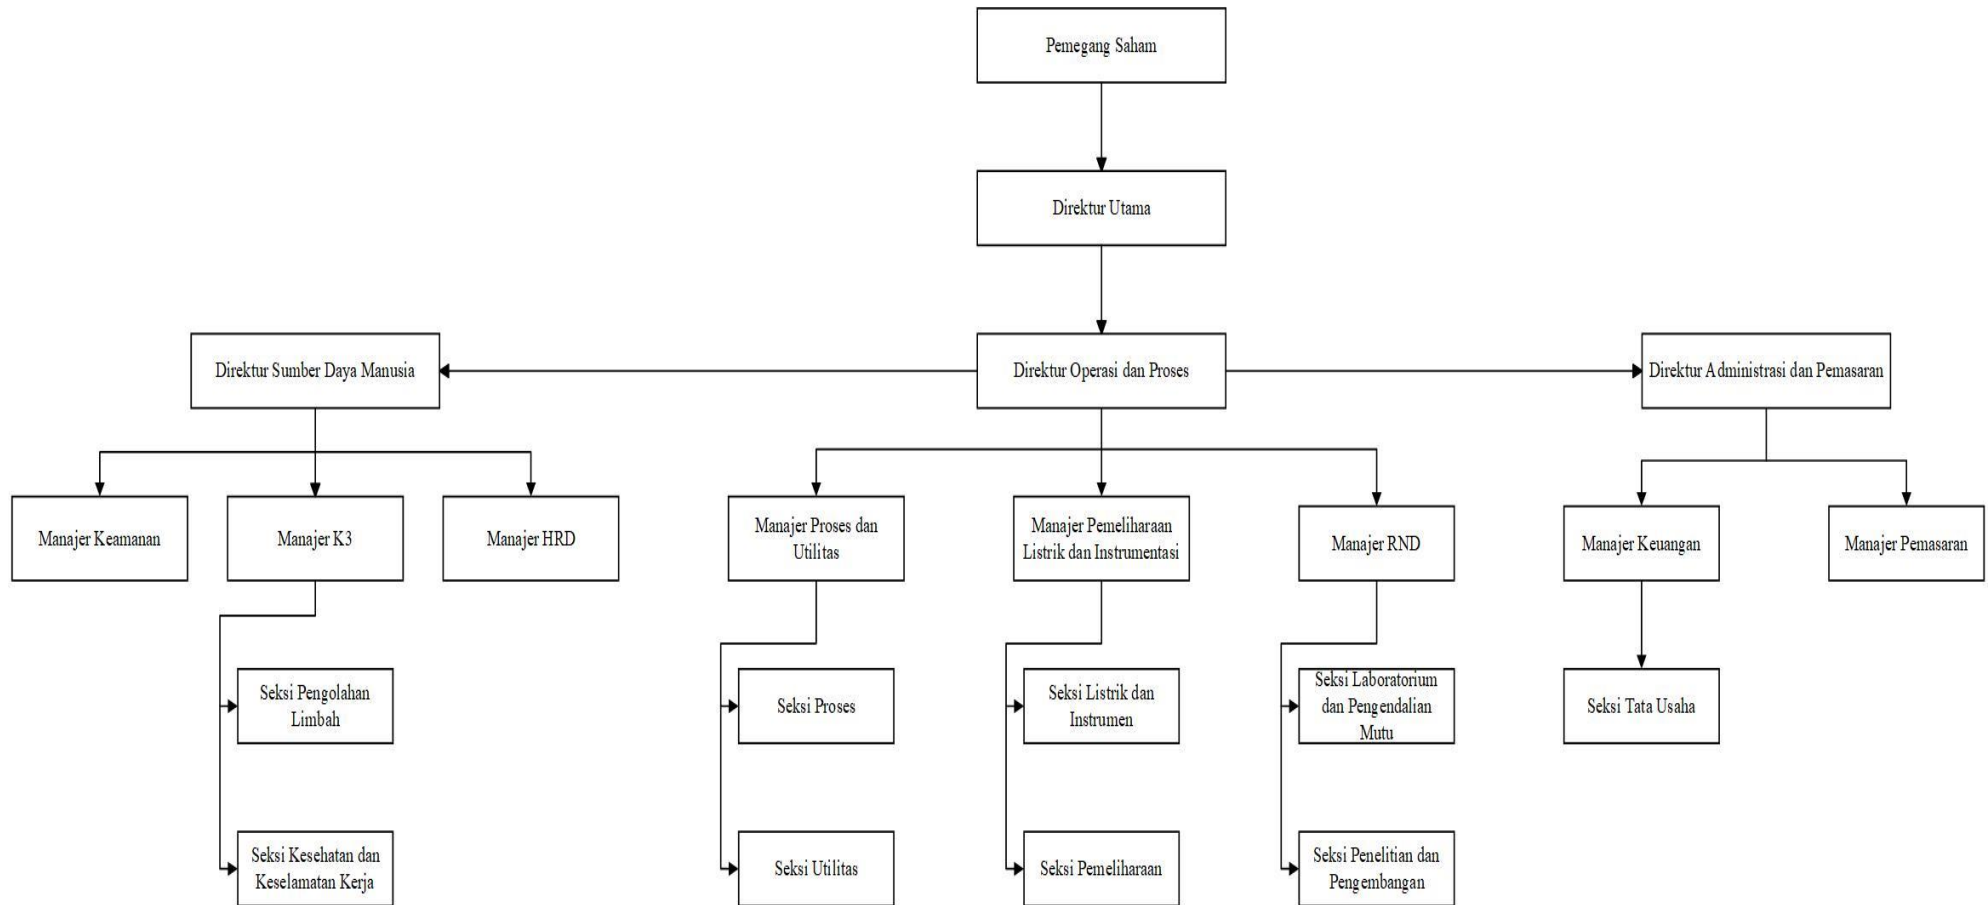 Pemegang Saham
Direktur Utama
Direktur Sumber Daya Manusia
Direktur Operasi dan Proses
Direktur Administrasi dan Pemasaran
Manajer Keamanan
Manajer K3
Manajer HRD
Manajer Proses dan
Utilitas
Manajer Pemeliharaan
Listrik dan Instrumentasi
Manajer RND
Manajer Keuangan
Manajer Pemasaran
Seksi Pengolahan
Limbah
Seksi Proses
Seksi Listrik dan
Instrumen
Seksi Laboratorium
dan Pengendalian
Mutu
Seksi Tata Usaha
Seksi Kesehatan dan
Keselamatan Kerja
Seksi Utilitas
Seksi Pemeliharaan
Seksi Penelitian dan
Pengembangan